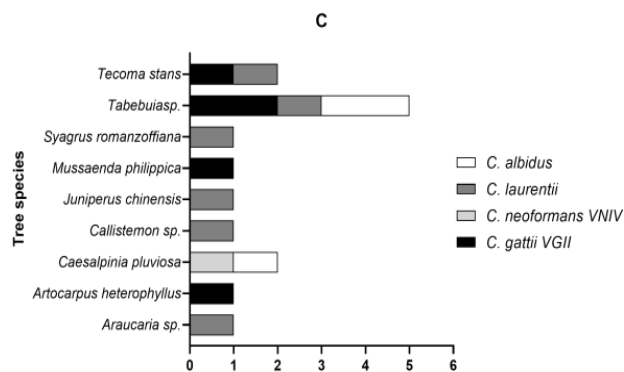 C
Tecoma stans
Tabebuiasp.
Syagrus romanzoffiana
Mussaenda philippica
Juniperus chinensis
Callistemon sp.
Caesalpinia pluviosa
Artocarpus heterophyllus
Araucaria sp.
Tree species
0 1 2 3 4 5 6
C. albidus
C. laurentii
C. neoformans VNIV
C. gattii VGII